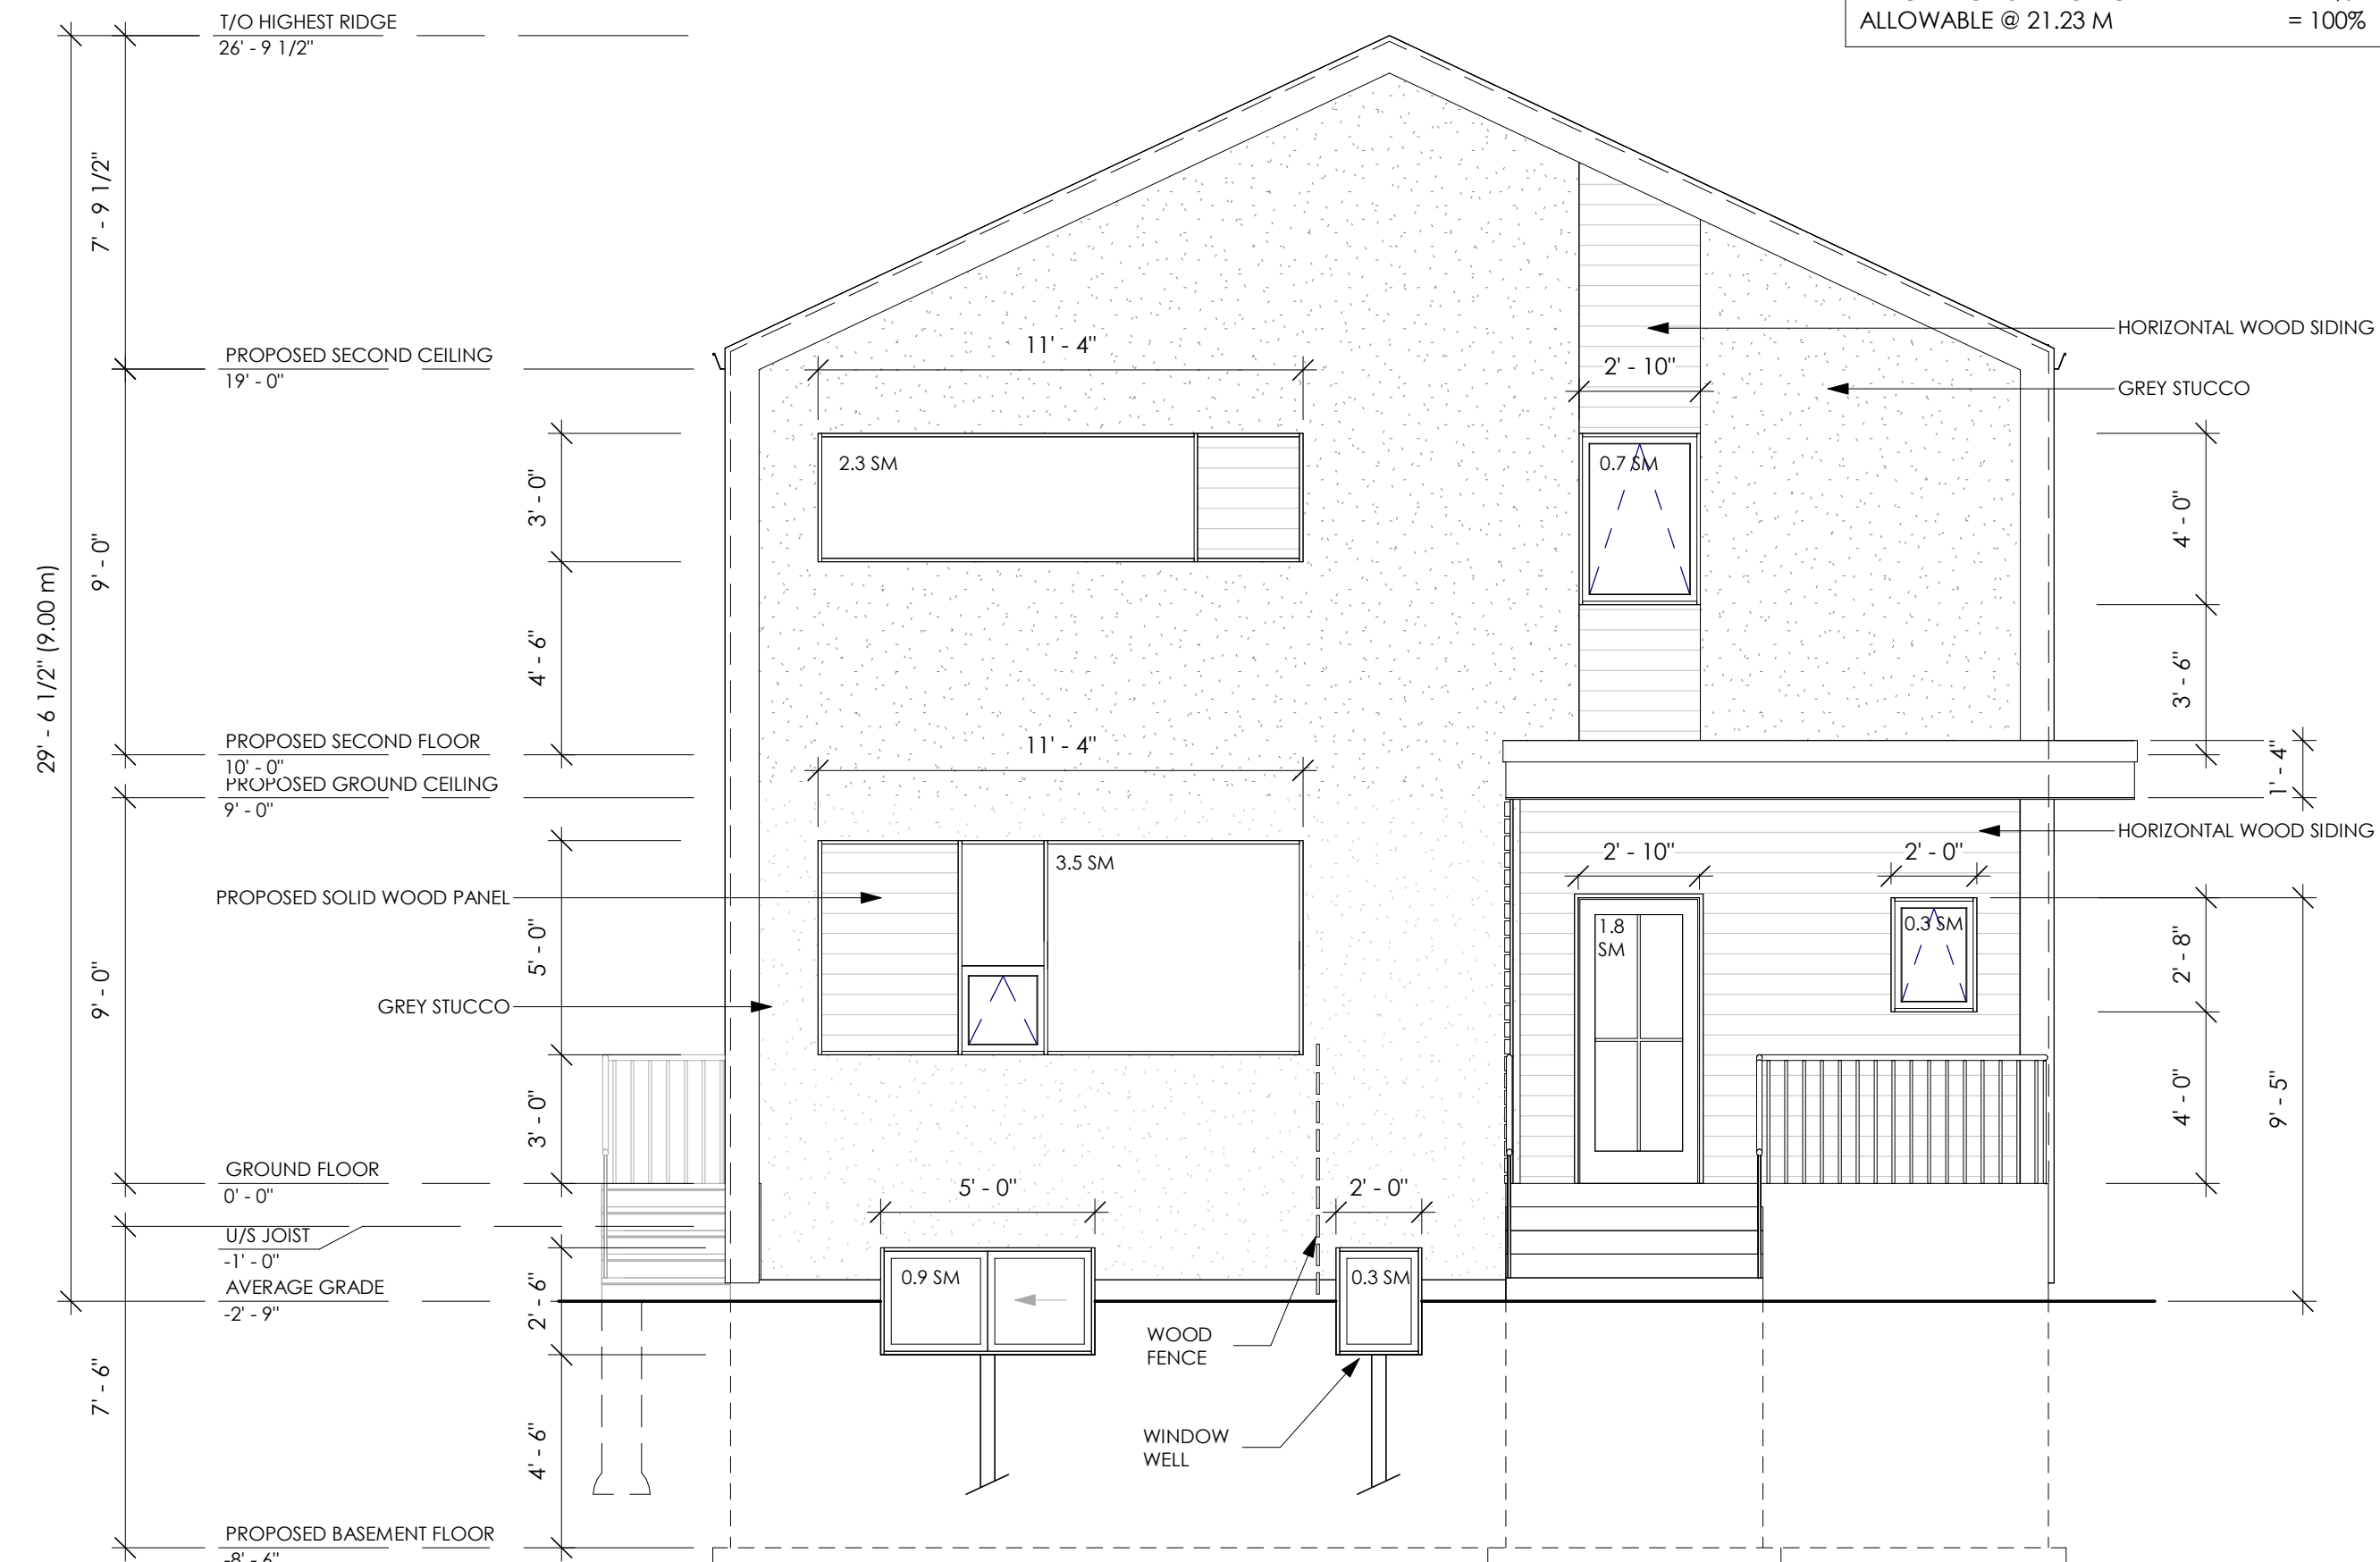 ALLOWABLE @ 21.23 M = 100%
T/O HIGHEST RIDGE
26' - 9 1/2"
7' - 9 1/2"
HORIZONTAL WOOD SIDING
PROPOSED SECOND CEILING
19' - 0"
11' - 4"
2' - 10"
GREY STUCCO
2.3 SM
0.7 SM
3' - 0"
4' - 0"
9' - 0"
29' - 6 1/2" (9.00 m)
4' - 6"
3' - 6"
PROPOSED SECOND FLOOR
10' - 0"
11' - 4"
1' - 4"
PROPOSED GROUND CEILING
9' - 0"
HORIZONTAL WOOD SIDING
2' - 10"
2' - 0"
3.5 SM
PROPOSED SOLID WOOD PANEL
1.8
SM
0.3 SM
5' - 0"
2' - 8"
9' - 0"
GREY STUCCO
3' - 0"
4' - 0"
9' - 5"
GROUND FLOOR
0' - 0"
5' - 0"
2' - 0"
U/S JOIST
-1' - 0"
0.9 SM
0.3 SM
AVERAGE GRADE
-2' - 9"
2' - 6"
WOOD
FENCE
7' - 6"
4' - 6"
WINDOW
WELL
PROPOSED BASEMENT FLOOR
-8' - 6"